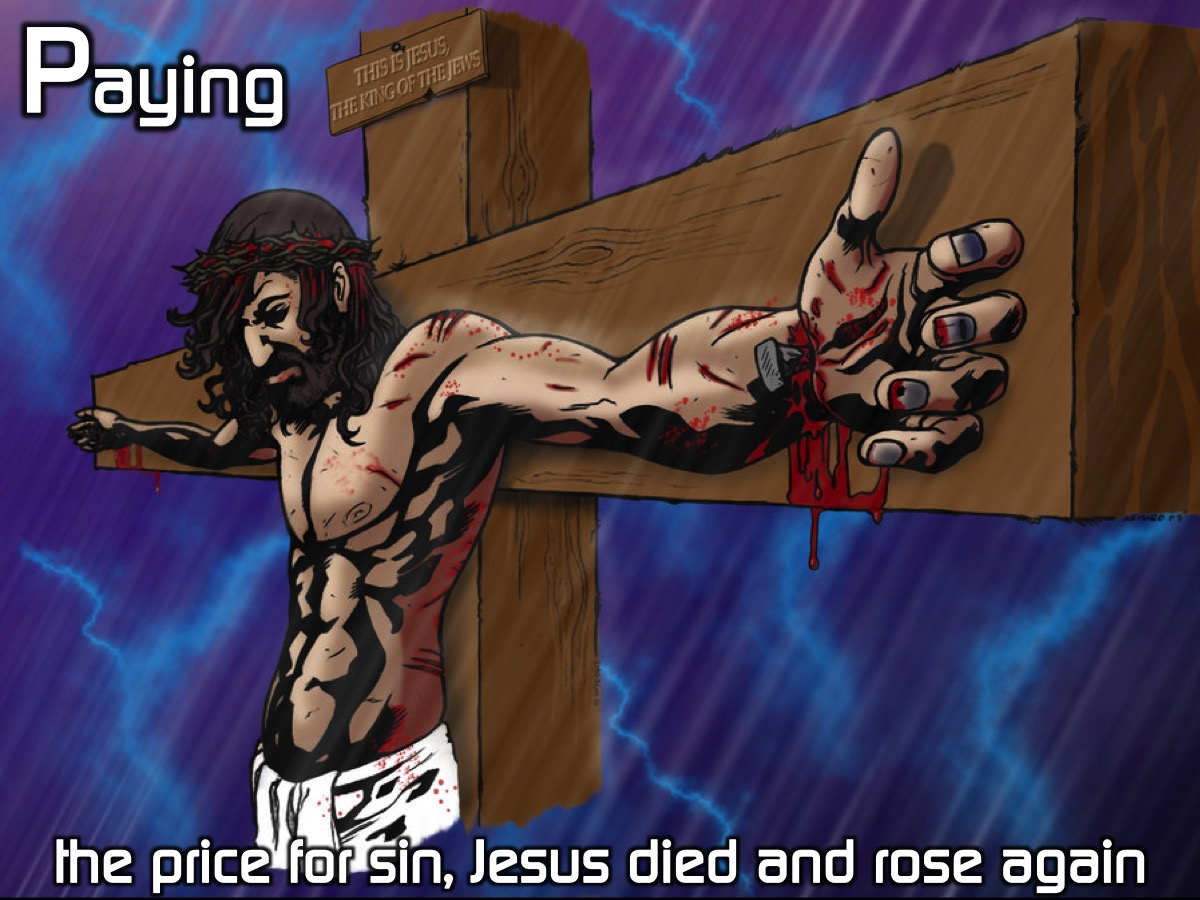 Paying
THIS IS JESUS,
THE KING OF THE JEWS
the price for sin, Jesus died and rose again